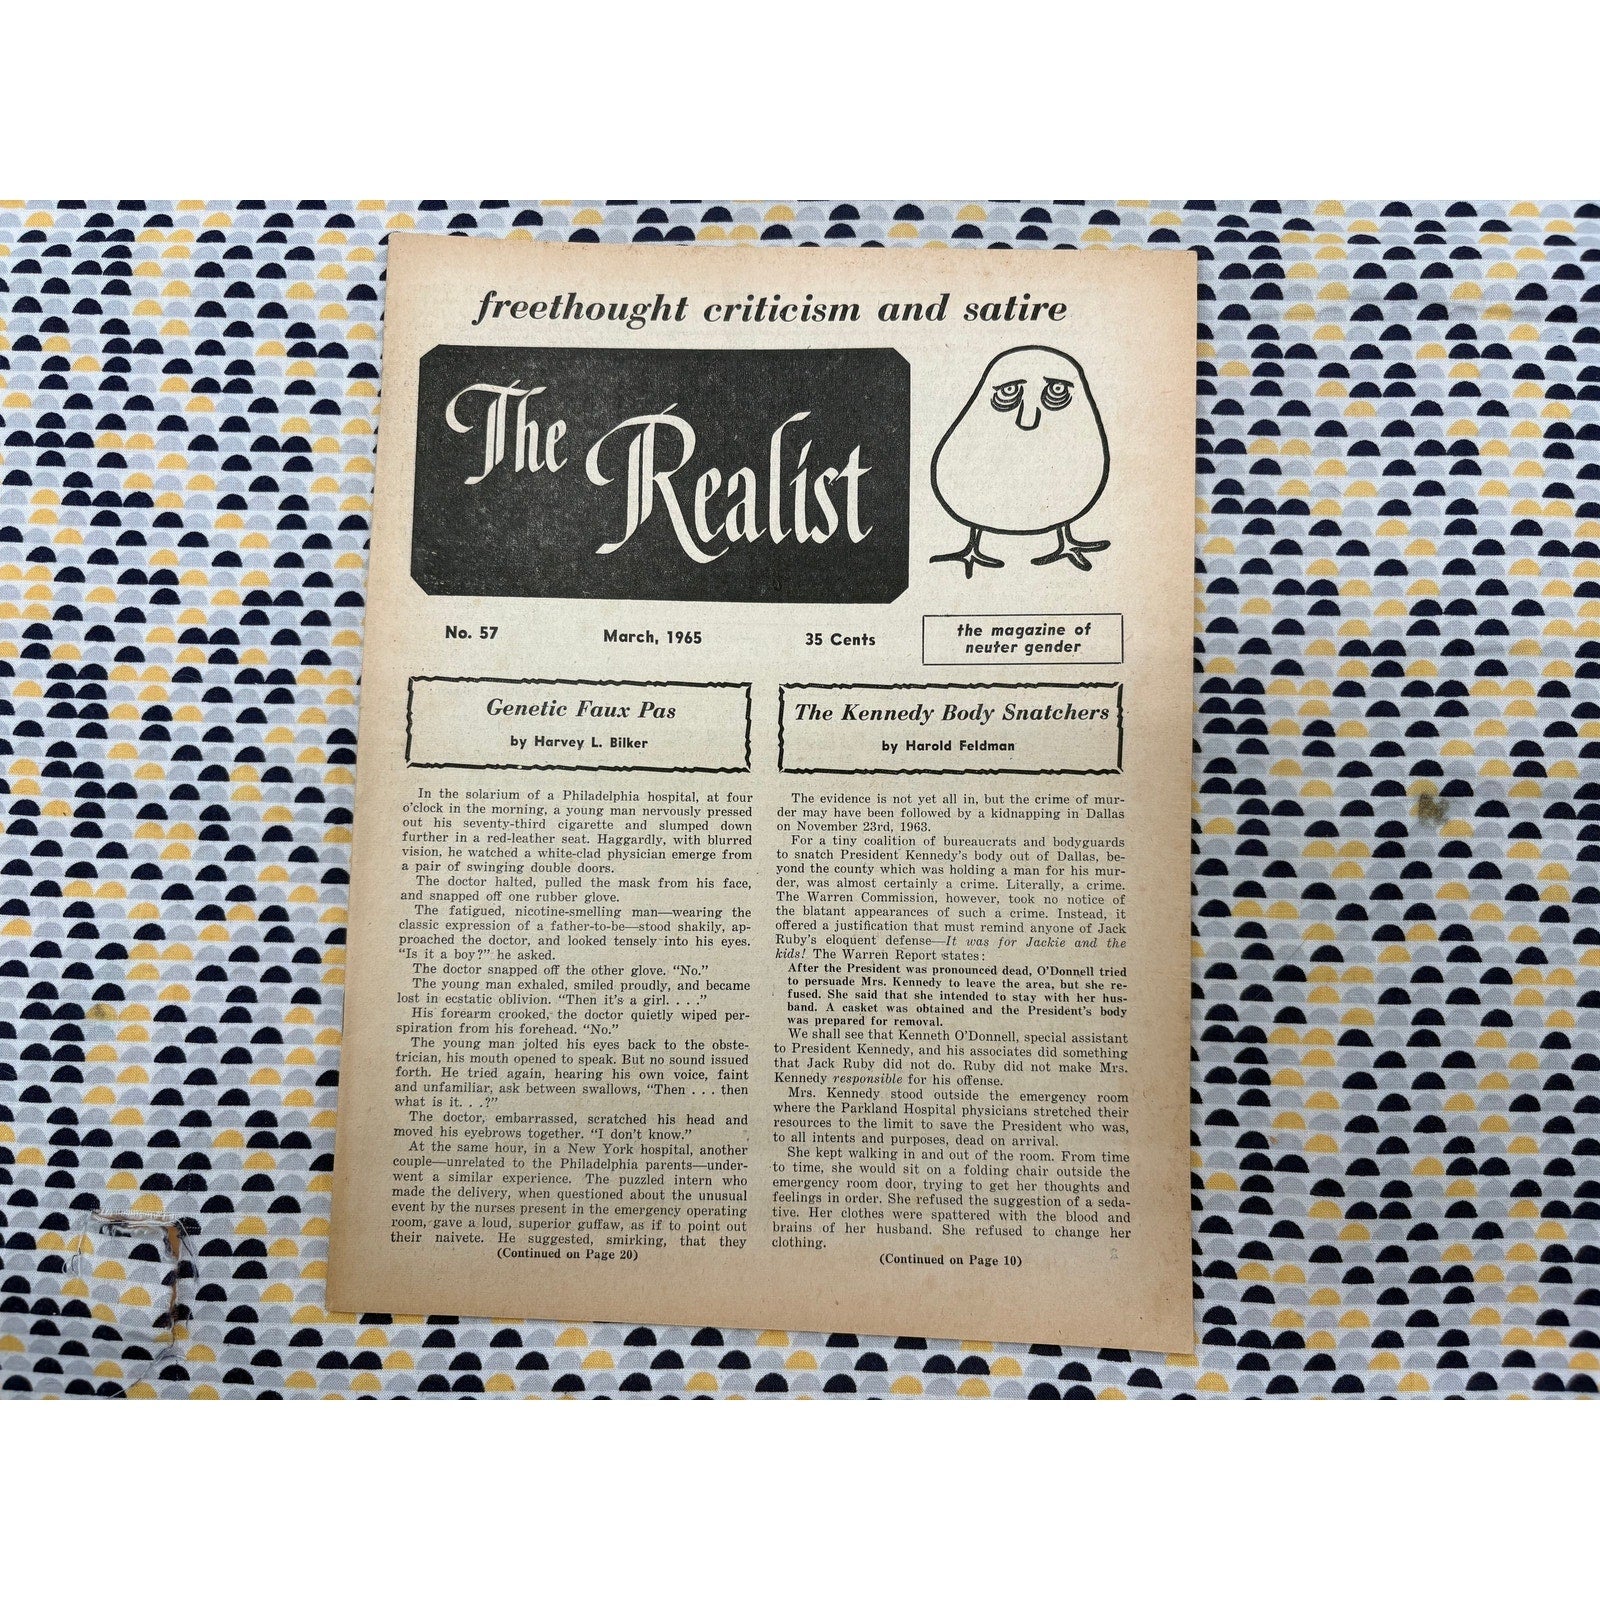 freethought criticism and satire
The Realist
No. 57
March, 1965
35 Cents
the magazine of
neuter gender
Genetic Faux Pas
by Harvey L. Bilker
In the solarium of a Philadelphia hospital, at four
o'clock in the morning, a young man nervously pressed
out his seventy-third cigarette and slumped down
further in a red-leather seat. Haggardly, with blurred
vision, he watched a white-clad physician emerge from
a pair of swinging double doors.
The doctor halted, pulled the mask from his face,
and snapped off one rubber glove.
The fatigued, nicotine-smelling man—wearing the
classic expression of a father-to-be—stood shakily, ap-
proached the doctor, and looked tensely into his eyes.
"Is it a boy?" he asked.
The doctor snapped off the other glove. "No."
The young man exhaled, smiled proudly, and became
lost in ecstatic oblivion. "Then it's a girl. . . ."
His forearm crooked, the doctor quietly wiped per-
spiration from his forehead. "No."
The young man jolted his eyes back to the obste-
trician, his mouth opened to speak. But no sound issued
forth. He tried again, hearing his own voice, faint
and unfamiliar, ask between swallows, "Then . . . then
what is it. . .?"
The doctor, embarrassed, scratched his head and
moved his eyebrows together. "I don't know."
At the same hour, in a New York hospital, another
couple—unrelated to the Philadelphia parents—under-
went a similar experience. The puzzled intern who
made the delivery, when questioned about the unusual
event by the nurses present in the emergency operating
room, gave a loud, superior guffaw, as if to point out
their naivete. He suggested, smirking, that they
(Continued on Page 20)
The Kennedy Body Snatchers
by Harold Feldman
The evidence is not yet all in, but the crime of mur-
der may have been followed by a kidnapping in Dallas
on November 23rd, 1963.
For a tiny coalition of bureaucrats and bodyguards
to snatch President Kennedy's body out of Dallas, be-
yond the county which was holding a man for his mur-
der, was almost certainly a crime. Literally, a crime.
The Warren Commission, however, took no notice of
the blatant appearances of such a crime. Instead, it
offered a justification that must remind anyone of Jack
Ruby's eloquent defense—It was for Jackie and the
kids! The Warren Report states:
After the President was pronounced dead, O'Donnell tried
to persuade Mrs. Kennedy to leave the area, but she re-
fused. She said that she intended to stay with her hus-
band. A casket was obtained and the President's body
was prepared for removal.
We shall see that Kenneth O'Donnell, special assistant
to President Kennedy, and his associates did something
that Jack Ruby did not do. Ruby did not make Mrs.
Kennedy responsible for his offense.
Mrs. Kennedy stood outside the emergency room
where the Parkland Hospital physicians stretched their
resources to the limit to save the President who was,
to all intents and purposes, dead on arrival.
She kept walking in and out of the room. From time
to time, she would sit on a folding chair outside the
emergency room door, trying to get her thoughts and
feelings in order. She refused the suggestion of a seda-
tive. Her clothes were spattered with the blood and
brains of her husband. She refused to change her
clothing.
(Continued on Page 10)